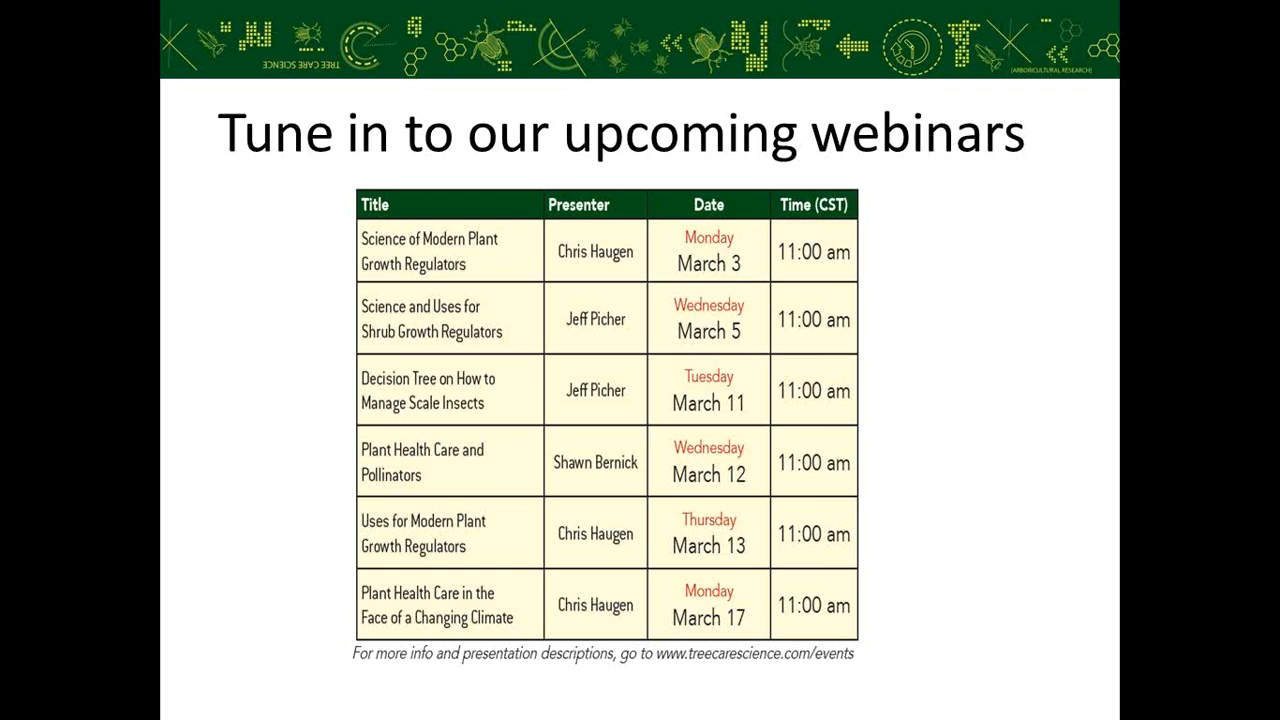 TREE CARE SCIENCE
[ARBORICULTURAL RESEARCH]
Tune in to our upcoming webinars
Title Presenter Date Time (CST)
Science of Modern Plant
Growth Regulators
Chris Haugen
Monday
March 3
11:00 am
Science and Uses for
Shrub Growth Regulators
Jeff Picher
Wednesday
March 5
11:00 am
Decision Tree on How to
Manage Scale Insects
Jeff Picher
Tuesday
March 11
11:00 am
Plant Health Care and
Pollinators
Shawn Bernick
Wednesday
March 12
11:00 am
Uses for Modern Plant
Growth Regulators
Chris Haugen
Thursday
March 13
11:00 am
Plant Health Care in the
Face of a Changing Climate
Chris Haugen
Monday
March 17
11:00 am
For more info and presentation descriptions, go to www.treecarescience.com/events